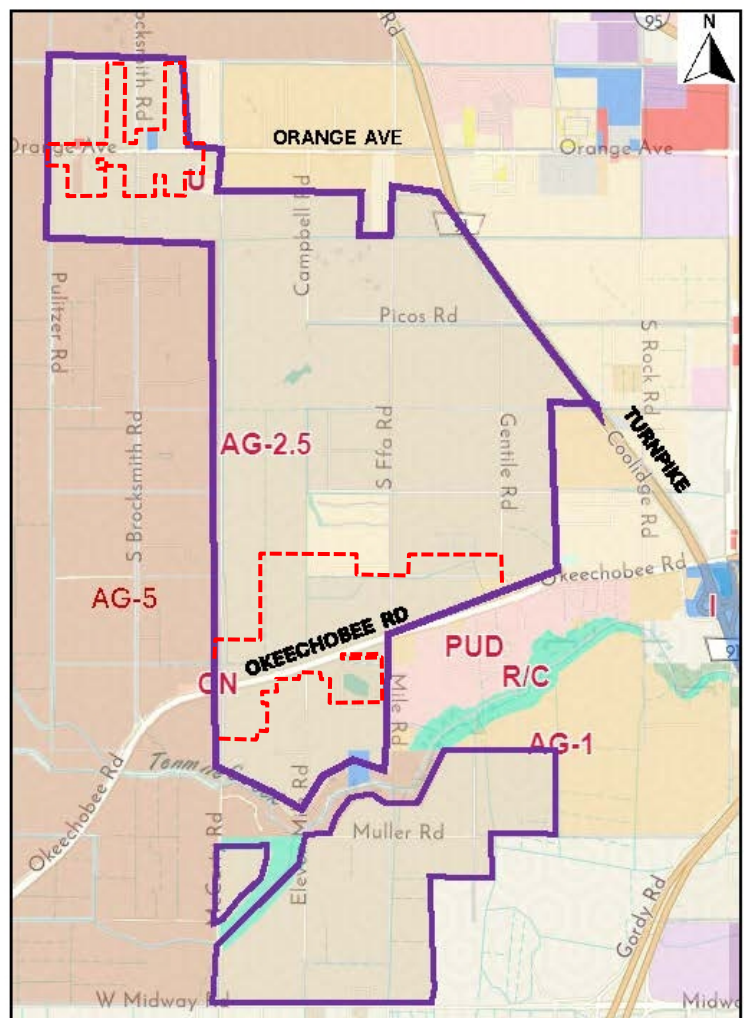 N
95
Rd
ocksmith Rd
Orange Ave
ORANGE AVE
Orange Ave
U
Campbell Rd
Picos Rd
Pulitzer Rd
S Rock Rd
TURNPIKE
AG-2.5
S Ffa Rd
Gentile Rd
Coolidge Rd
S Brocksmith Rd
Okeechobee Rd
AG-5
I
OKEECHOBEE RD
PUD
R/C
CN
Mile Rd
AG-1
Okeechobee Rd
Muller Rd
Gordy Rd
W Midway Rd
Midw